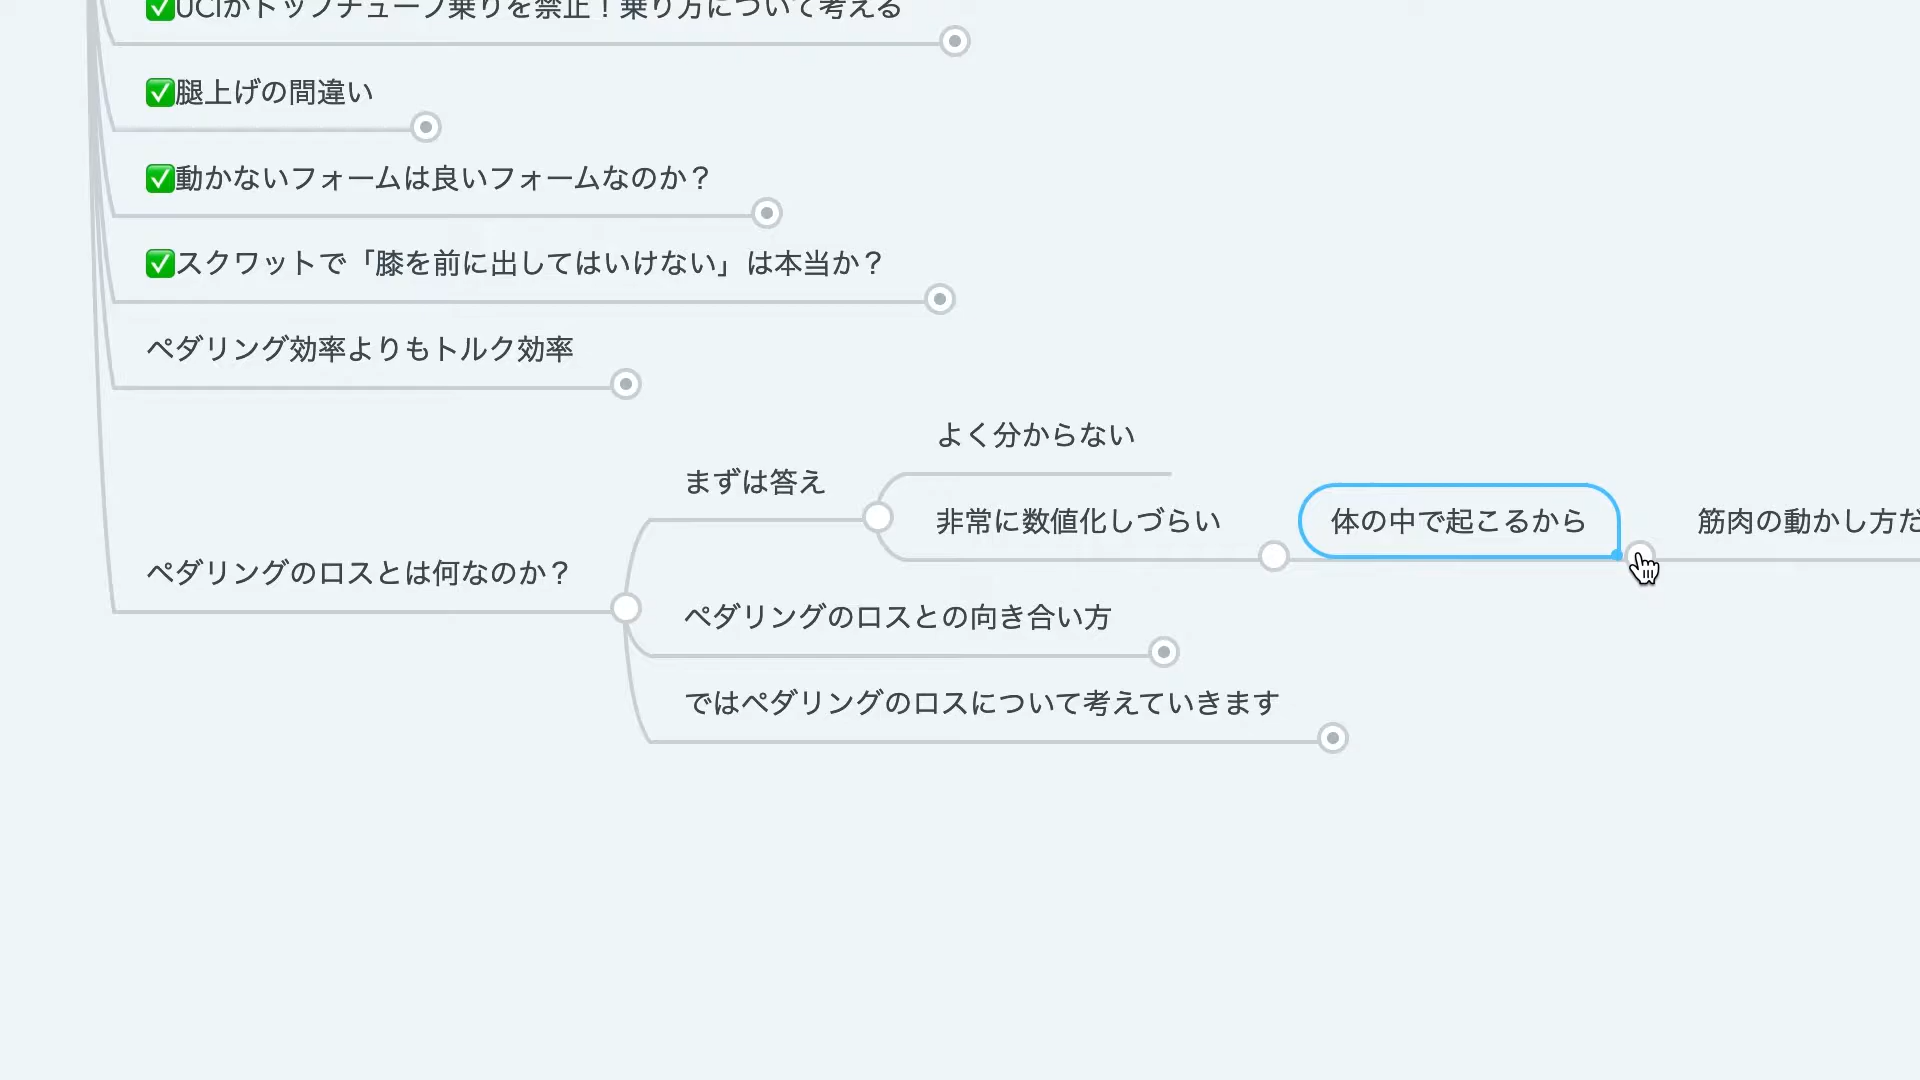 ✅UCIがトップチューブ乗りを禁止！乗り方について考える
✅腿上げの間違い
✅動かないフォームは良いフォームなのか？
✅スクワットで「膝を前に出してはいけない」は本当か？
ペダリング効率よりもトルク効率
よく分からない
まずは答え
非常に数値化しづらい
体の中で起こるから
筋肉の動かし方だ
ペダリングのロスとは何なのか？
ペダリングのロスとの向き合い方
ではペダリングのロスについて考えていきます